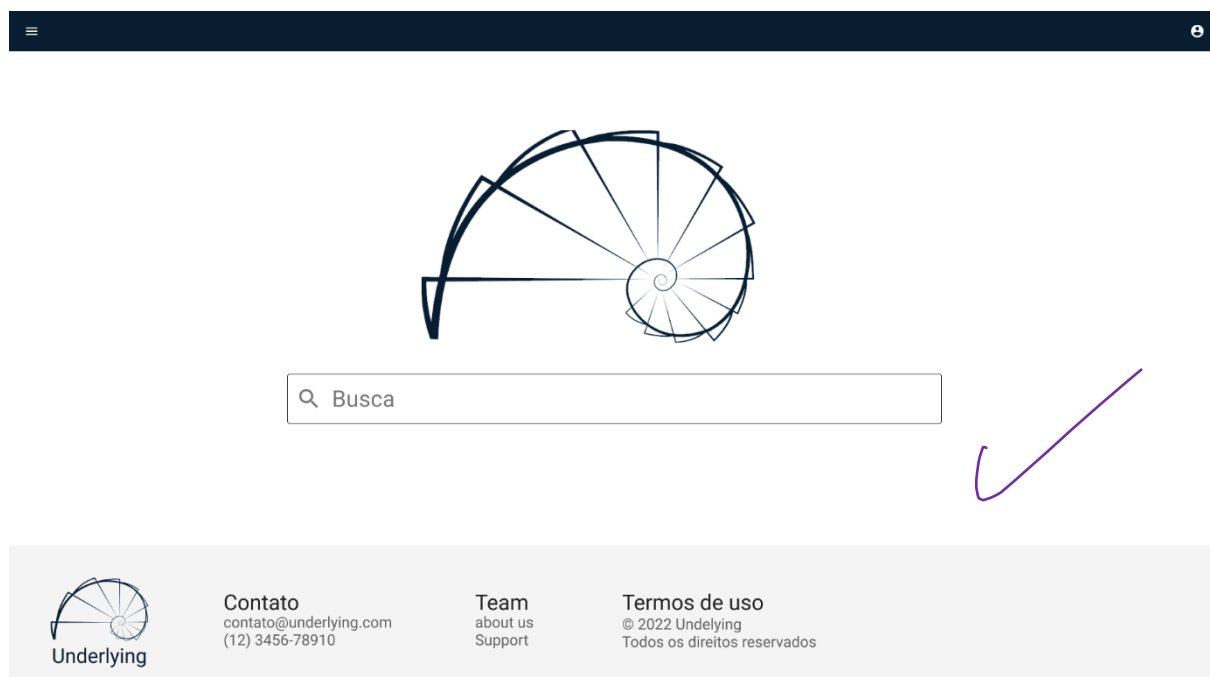 Busca
Underlying
Contato
contato@underlying.com
(12) 3456-78910
Team
about us
Support
Termos de uso
© 2022 Undelying
Todos os direitos reservados